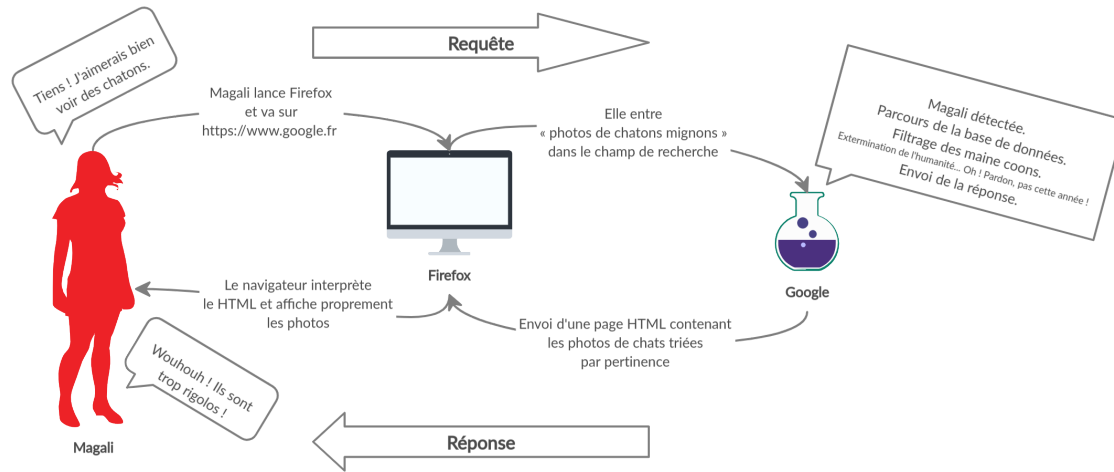 Requête
Tiens ! J'aimerais bien
voir des chatons.
Magali lance Firefox
et va sur
https://www.google.fr
Elle entre
« photos de chatons mignons »
dans le champ de recherche
Magali détectée.
Parcours de la base de données.
Filtrage des maine coons.
Extermination de l'humanité... Oh ! Pardon, pas cette année !
Envoi de la réponse.
Firefox
Google
Le navigateur interprète
le HTML et affiche proprement
les photos
Envoi d'une page HTML contenant
les photos de chats triées
par pertinence
Wouhouh ! Ils sont
trop rigolos !
Magali
Réponse